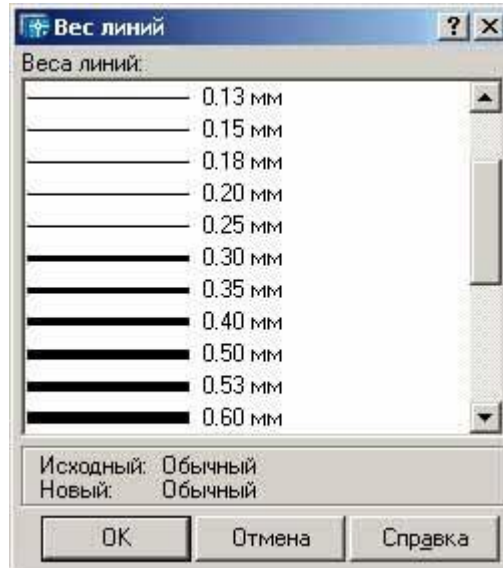 Вес линий
Веса линий:
0.13 мм
0.15 мм
0.18 мм
0.20 мм
0.25 мм
0.30 мм
0.35 мм
0.40 мм
0.50 мм
0.53 мм
0.60 мм
Исходный: Обычный
Новый: Обычный
OK Отмена Справка